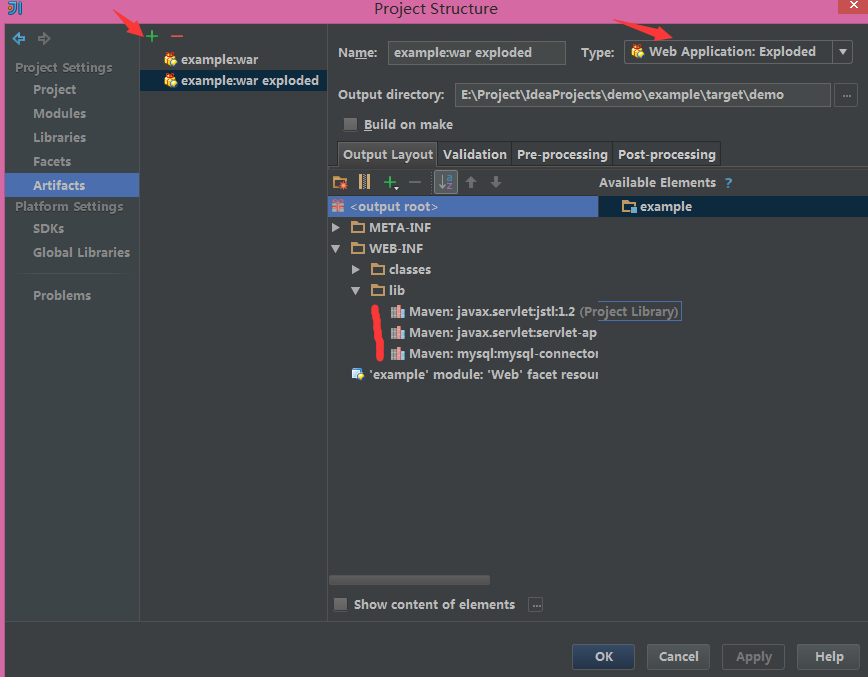 Project Structure
Project Settings
Project
Modules
Libraries
Facets
Artifacts
Platform Settings
SDKs
Global Libraries
Problems
example:war
example:war exploded
Name: example:war exploded Type: Web Application: Exploded
Output directory: E:\Project\IdeaProjects\demo\example\target\demo
Build on make
Output Layout Validation Pre-processing Post-processing
Available Elements ?
<output root>
META-INF
WEB-INF
classes
lib
Maven: javax.servlet:jstl:1.2 (Project Library)
Maven: javax.servlet:servlet-ap
Maven: mysql:mysql-connector
'example' module: 'Web' facet resour
example
Show content of elements ...
OK Cancel Apply Help